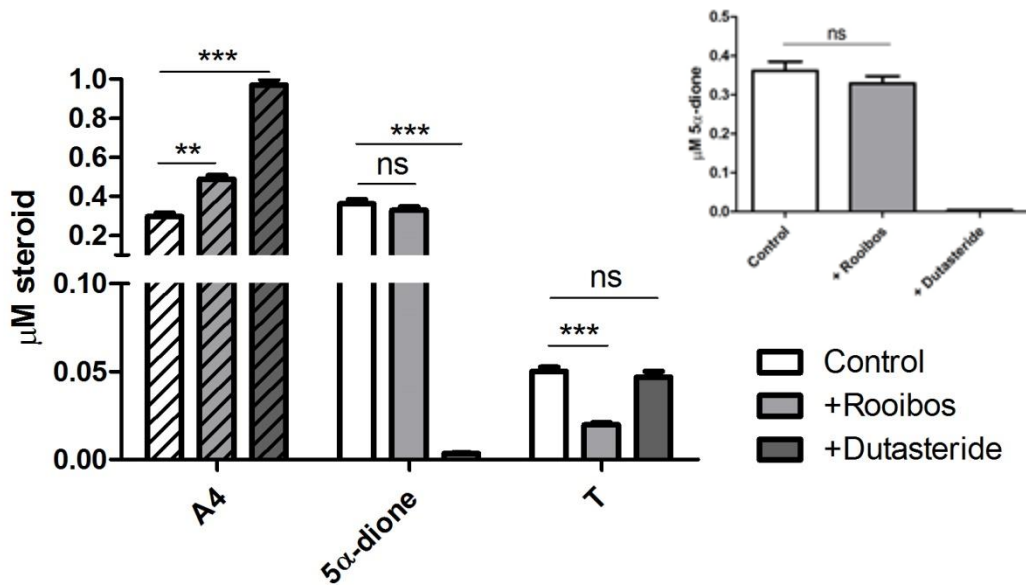 μM steroid
1.0
0.8
0.6
0.4
0.2
0.10
0.05
0.00
***
**
***
ns
ns
***
A4
5α-dione
T
μM 5α-dione
0.5
0.4
0.3
0.2
0.1
0.0
ns
Control
+ Rooibos
+ Dutasteride
Control
+Rooibos
+Dutasteride